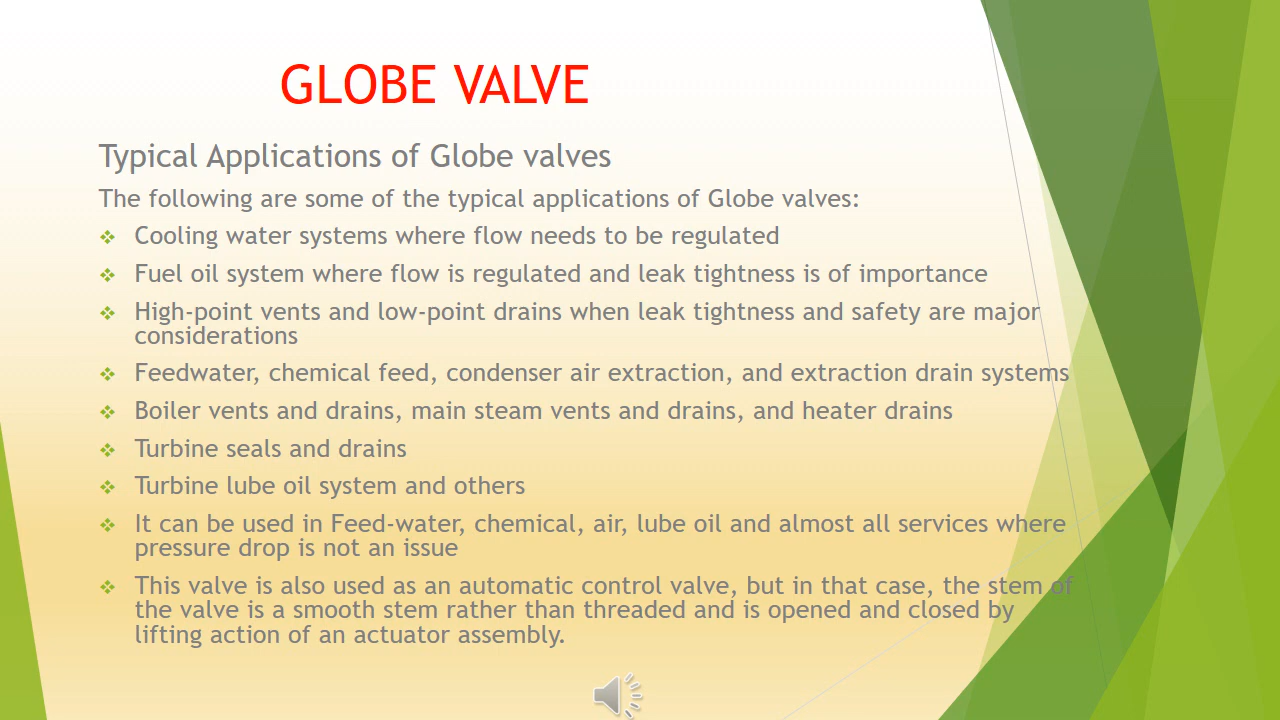 GLOBE VALVE
Typical Applications of Globe valves
The following are some of the typical applications of Globe valves:
Cooling water systems where flow needs to be regulated
Fuel oil system where flow is regulated and leak tightness is of importance
High-point vents and low-point drains when leak tightness and safety are major
considerations
Feedwater, chemical feed, condenser air extraction, and extraction drain systems
Boiler vents and drains, main steam vents and drains, and heater drains
Turbine seals and drains
Turbine lube oil system and others
It can be used in Feed-water, chemical, air, lube oil and almost all services where
pressure drop is not an issue
This valve is also used as an automatic control valve, but in that case, the stem of
the valve is a smooth stem rather than threaded and is opened and closed by
lifting action of an actuator assembly.